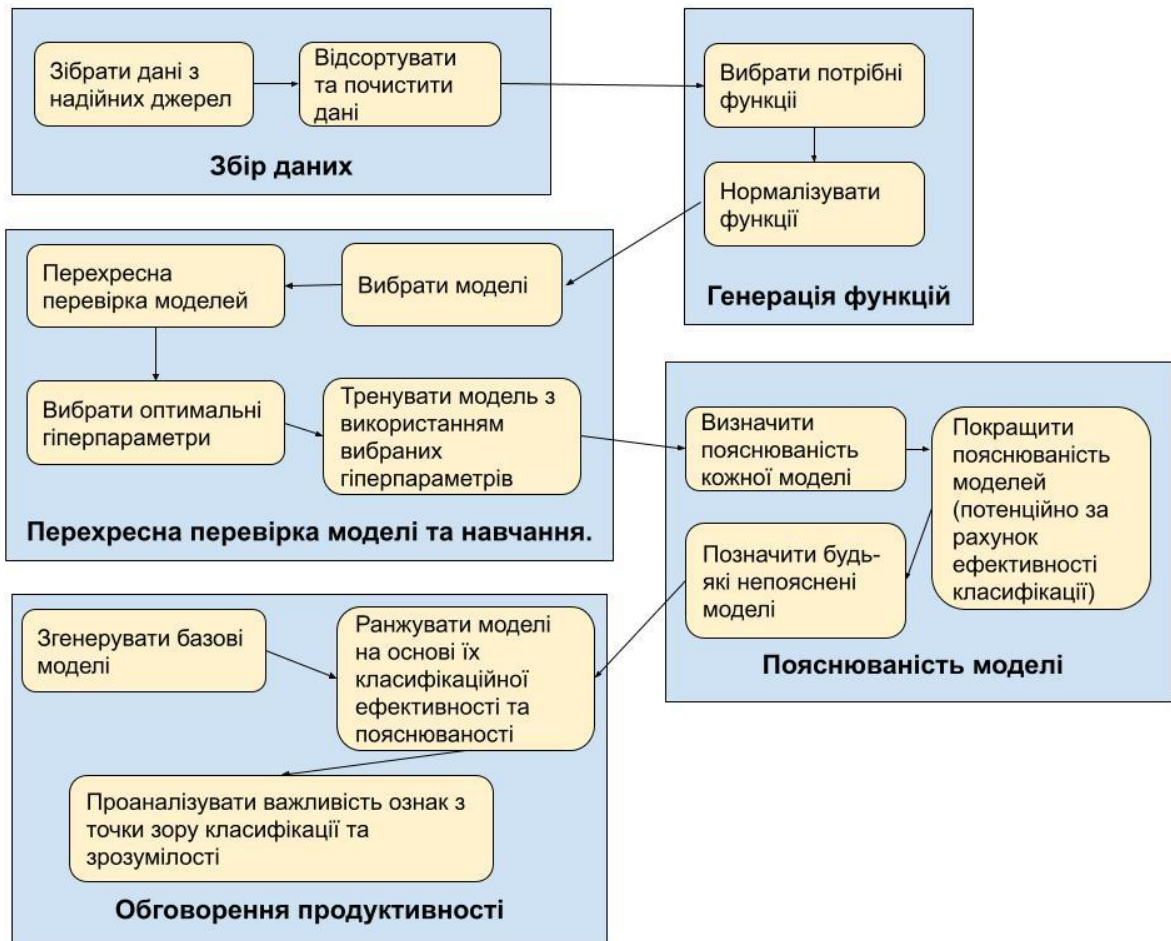 Зібрати дані з
надійних джерел
Відсортувати
та почистити
дані
Збір даних
Вибрати потрібні
функції
Нормалізувати
функції
Генерація функцій
Вибрати моделі
Перехресна
перевірка моделей
Вибрати оптимальні
гіперпараметри
Тренувати модель з
використанням
вибраних
гіперпараметрів
Перехресна перевірка моделі та навчання.
Визначити
пояснюваність
кожної моделі
Покращити
пояснюваність
моделей
(потенційно за
рахунок
ефективності
класифікації)
Позначити будь-
які непояснені
моделі
Пояснюваність моделі
Згенерувати базові
моделі
Ранжувати моделі
на основі їх
класифікаційної
ефективності та
пояснюваності
Проаналізувати важливість ознак з
точки зору класифікації та
зрозумілості
Обговорення продуктивності